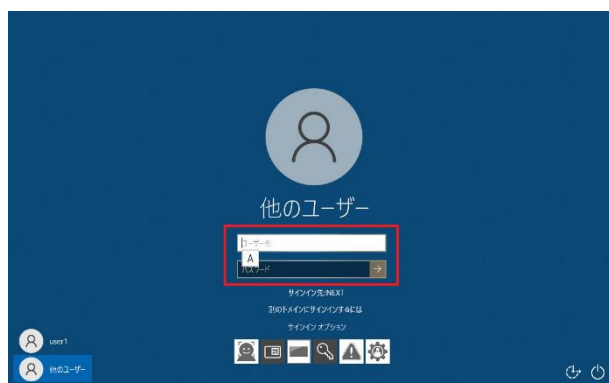 他のユーザー
ユーザー名
A
パスワード
サインイン先:NEXT
別のドメインにサインインするには
サインイン オプション
user1
他のユーザー